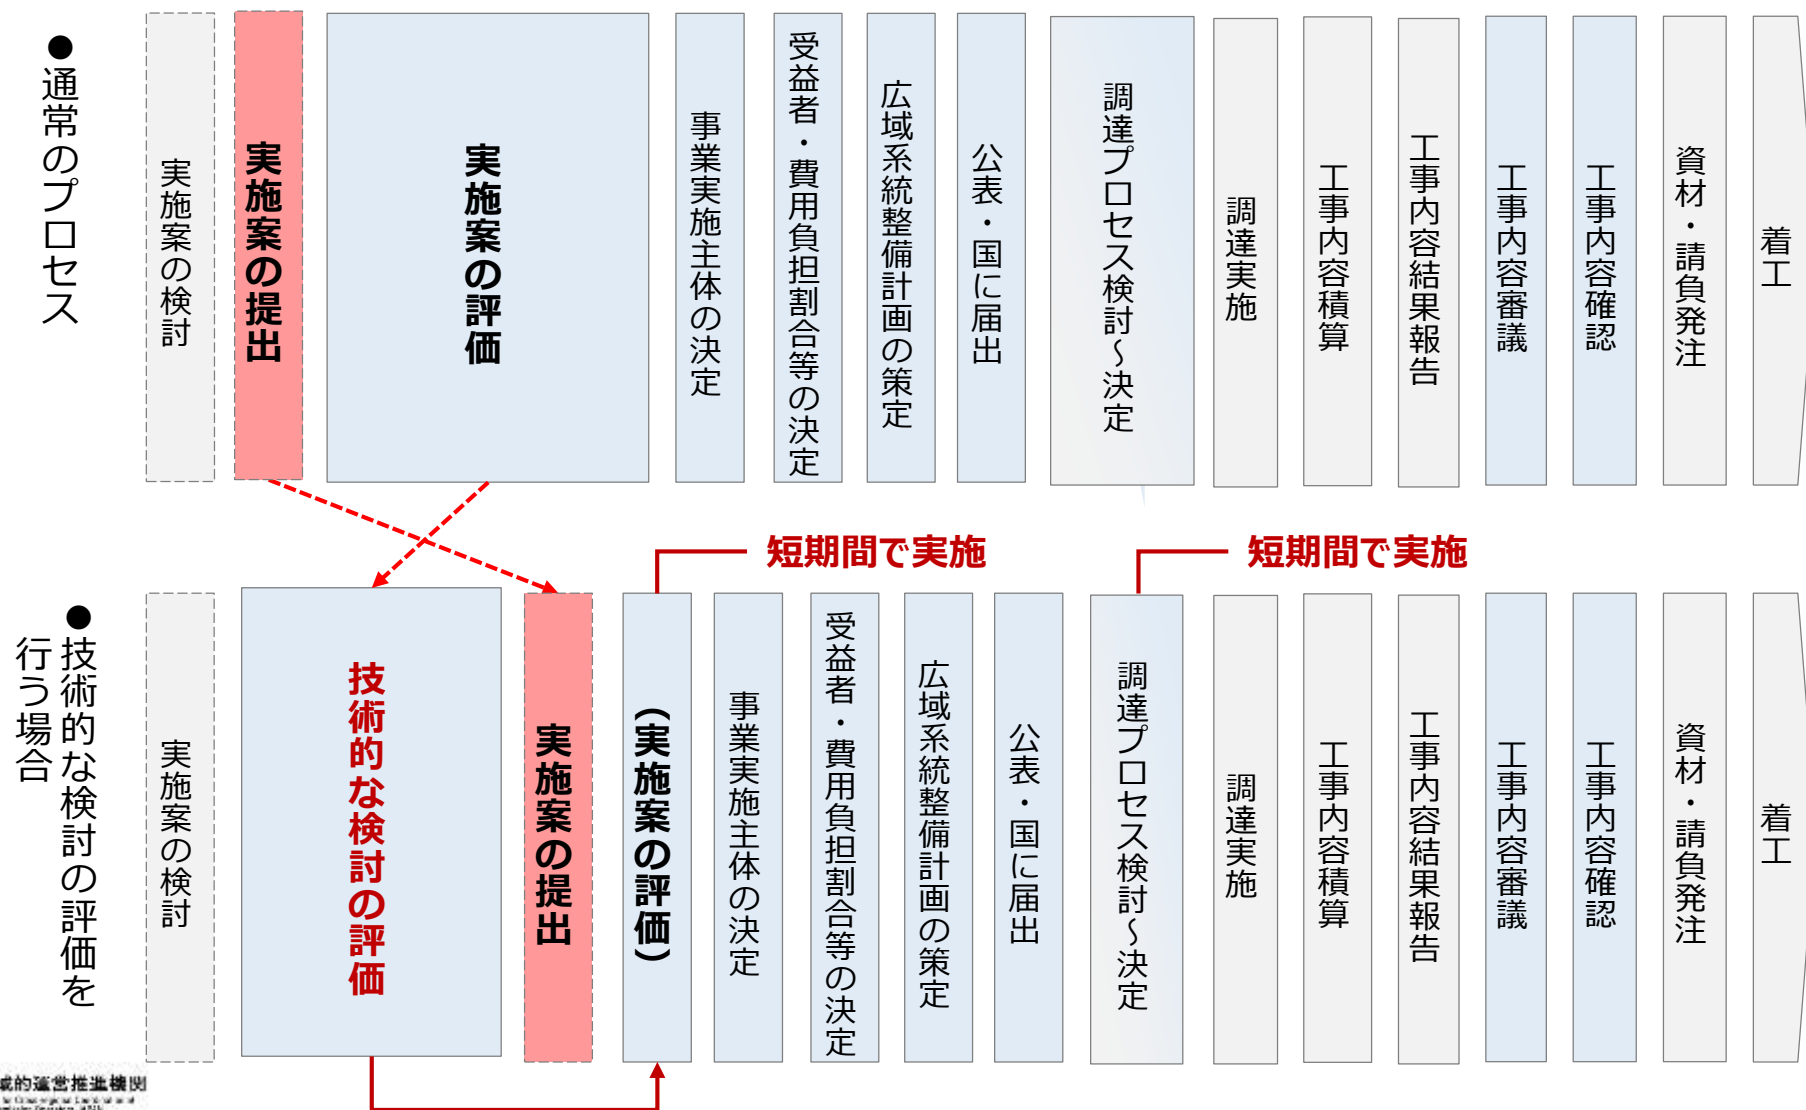 ●通常のプロセス
実施案の検討
実施案の提出
実施案の評価
事業実施主体の決定
受益者・費用負担割合等の決定
広域系統整備計画の策定
公表・国に届出
調達プロセス検討～決定
調達実施
工事内容積算
工事内容結果報告
工事内容審議
工事内容確認
資材・請負発注
着工
短期間で実施
短期間で実施
●技術的な検討の評価を
行う場合
実施案の検討
技術的な検討の評価
実施案の提出
（実施案の評価）
事業実施主体の決定
受益者・費用負担割合等の決定
広域系統整備計画の策定
公表・国に届出
調達プロセス検討～決定
調達実施
工事内容積算
工事内容結果報告
工事内容審議
工事内容確認
資材・請負発注
着工
域的運営推進機関